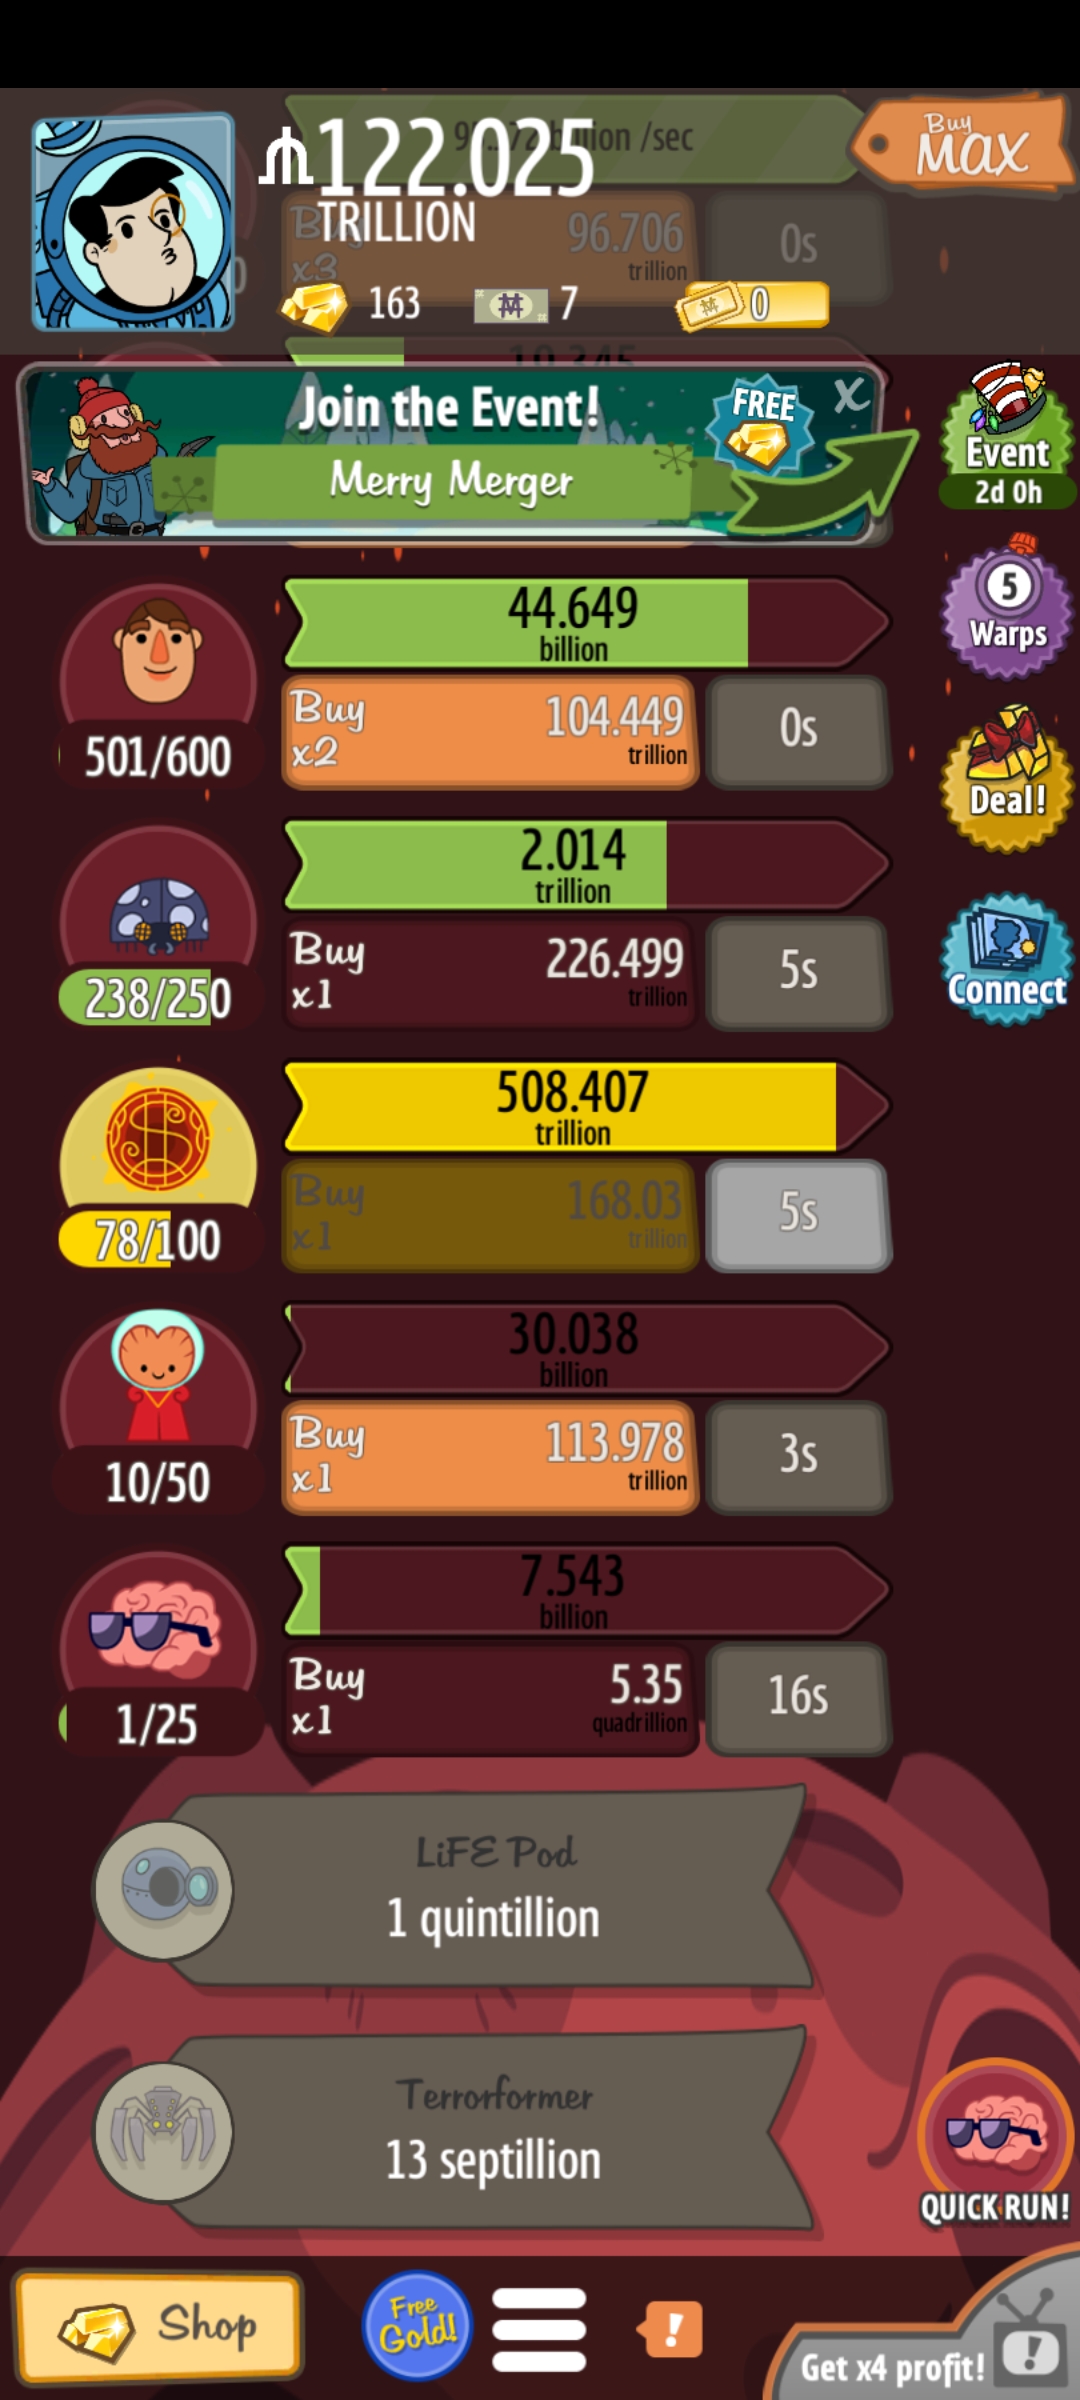 122.025
TRILLION
Buy
MAX
billion /sec
x3
96.706
trillion
0s
163
7
0
Join the Event!
FREE
X
Merry Merger
Event
2d 0h
44.649
billion
Buy
x2
104.449
trillion
0s
501/600
5
Warps
2.014
trillion
Buy
x1
226.499
trillion
5s
238/250
Deal!
Connect
508.407
trillion
Buy
x1
168.03
trillion
5s
78/100
30.038
billion
Buy
x1
113.978
trillion
3s
10/50
7.543
billion
Buy
x1
5.35
quadrillion
16s
1/25
LiFE Pod
1 quintillion
Terrorformer
13 septillion
QUICK RUN!
Shop
Free
Gold!
!
Get x4 profit!
!